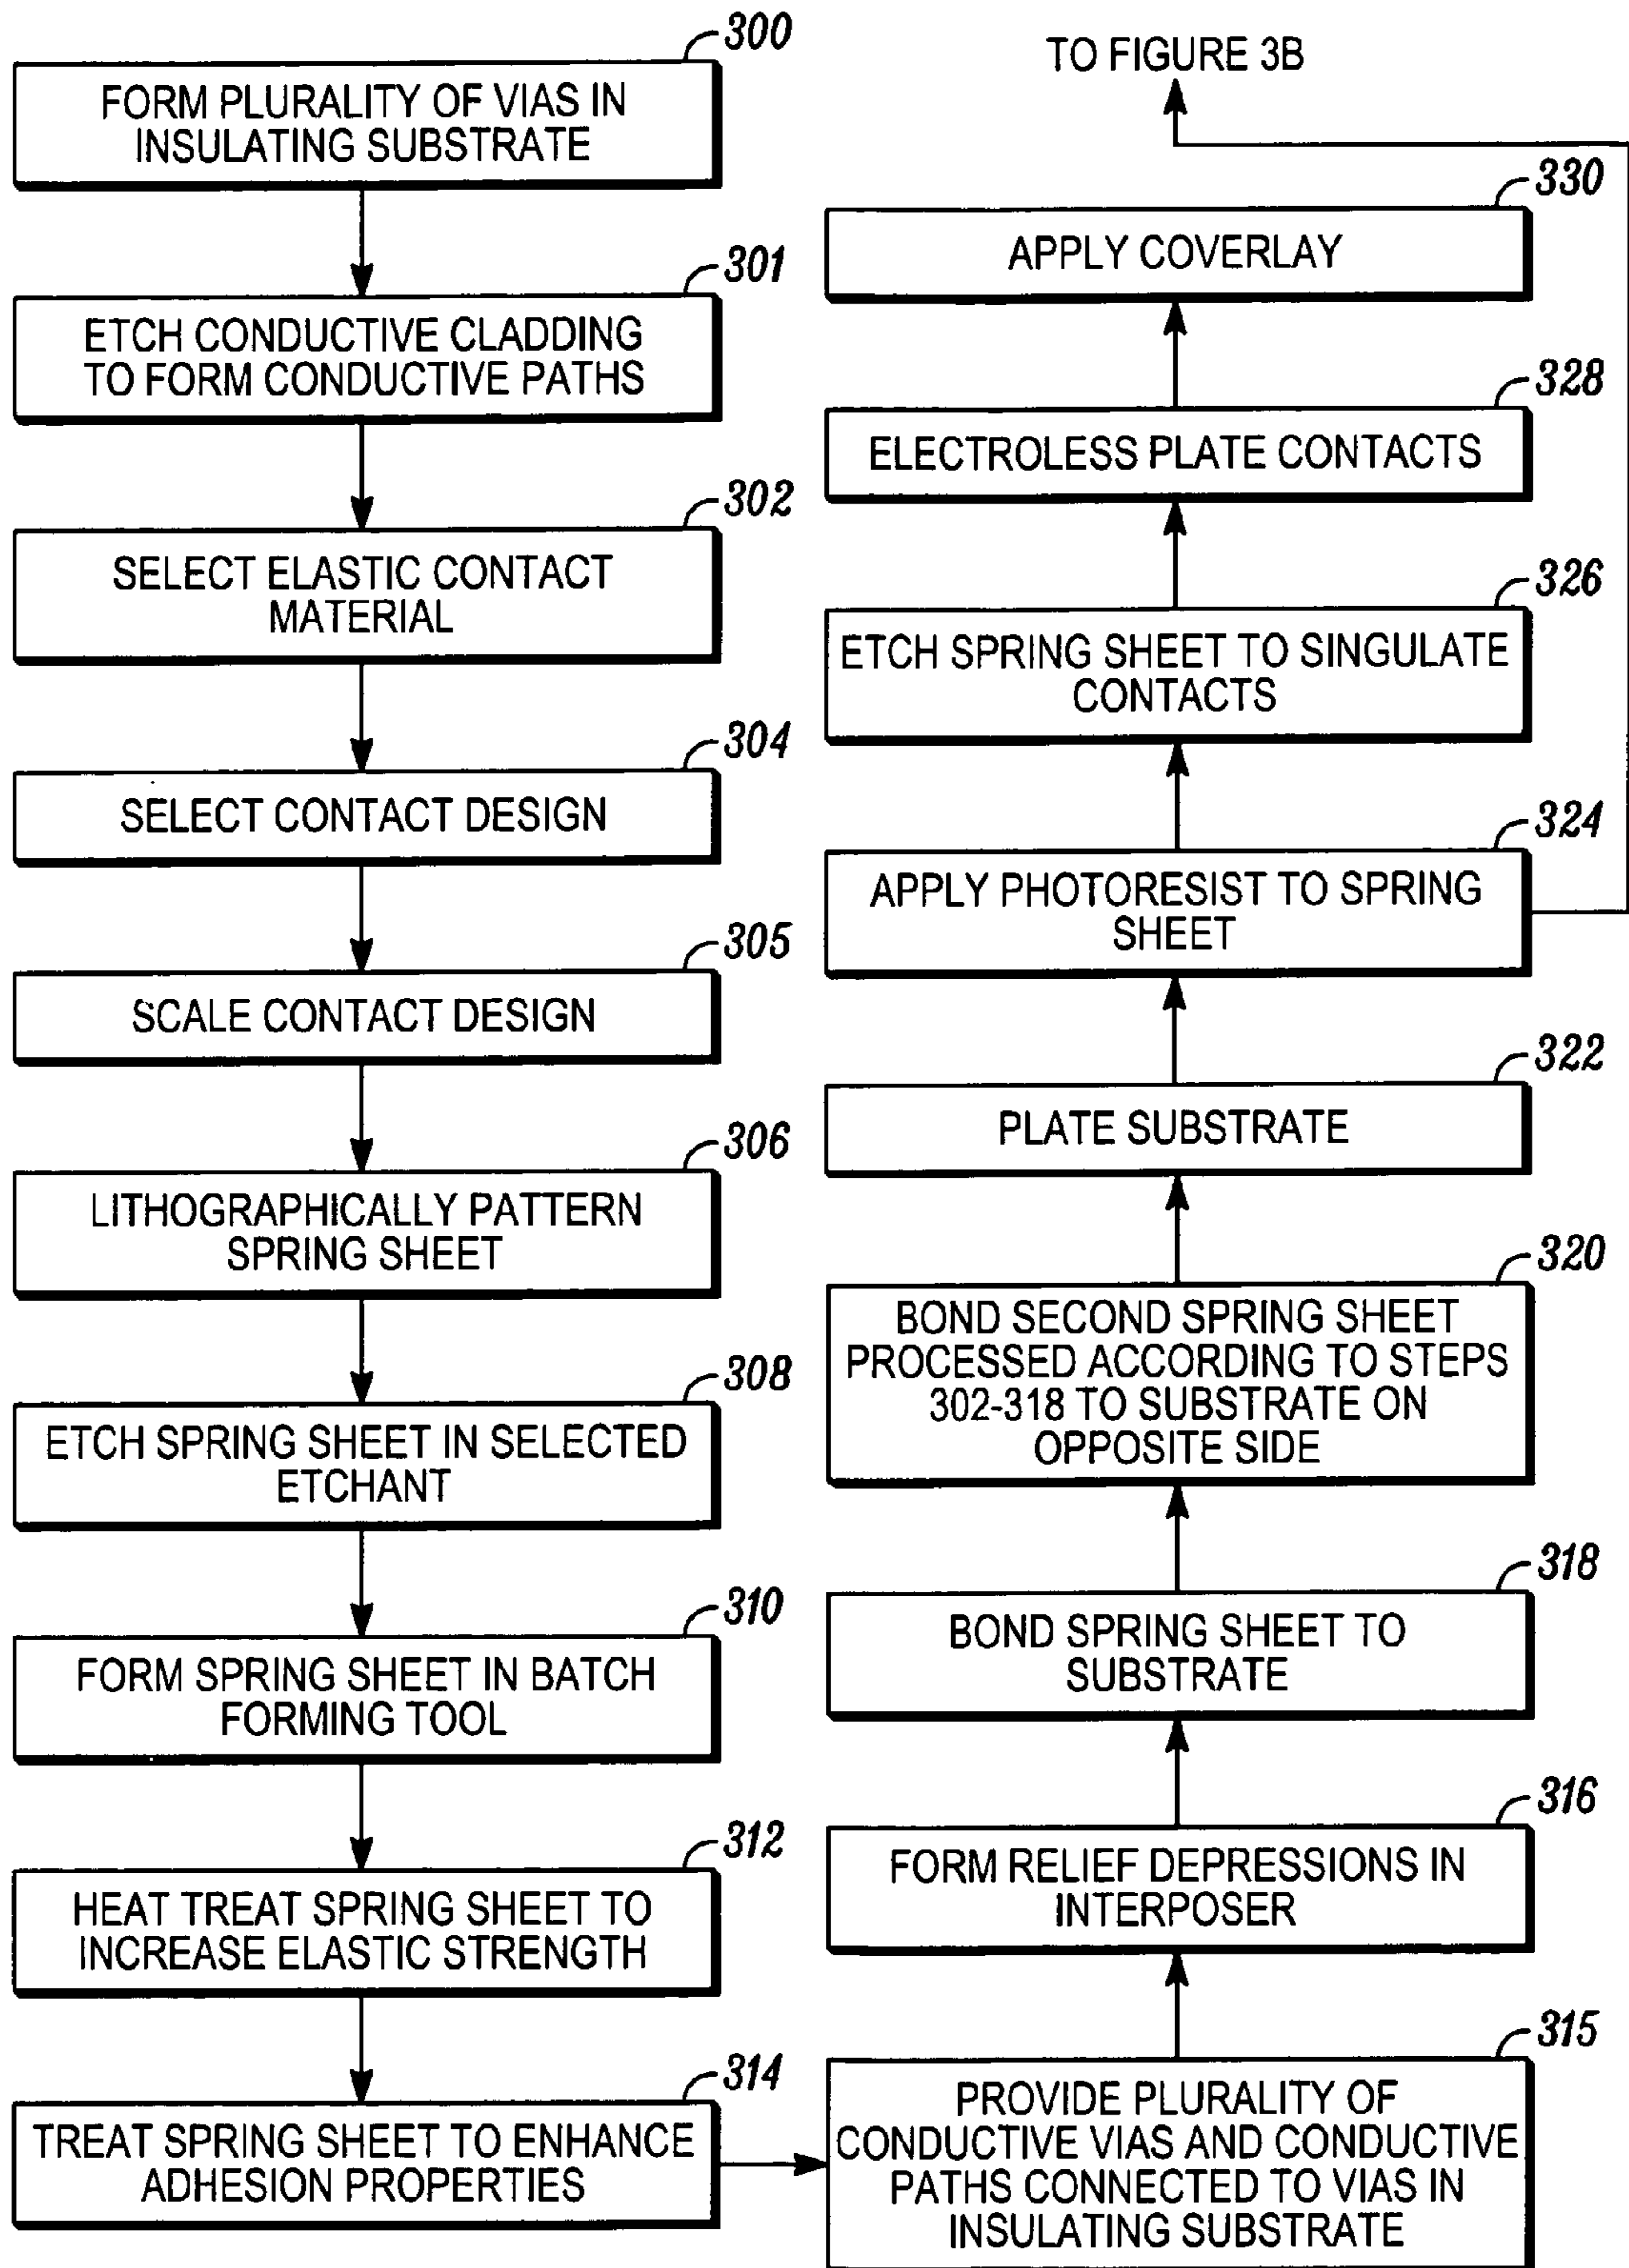 300
FORM PLURALITY OF VIAS IN
INSULATING SUBSTRATE
301
ETCH CONDUCTIVE CLADDING
TO FORM CONDUCTIVE PATHS
302
SELECT ELASTIC CONTACT
MATERIAL
304
SELECT CONTACT DESIGN
305
SCALE CONTACT DESIGN
306
LITHOGRAPHICALLY PATTERN
SPRING SHEET
308
ETCH SPRING SHEET IN SELECTED
ETCHANT
310
FORM SPRING SHEET IN BATCH
FORMING TOOL
312
HEAT TREAT SPRING SHEET TO
INCREASE ELASTIC STRENGTH
314
TREAT SPRING SHEET TO ENHANCE
ADHESION PROPERTIES
315
PROVIDE PLURALITY OF
CONDUCTIVE VIAS AND CONDUCTIVE
PATHS CONNECTED TO VIAS IN
INSULATING SUBSTRATE
316
FORM RELIEF DEPRESSIONS IN
INTERPOSER
318
BOND SPRING SHEET TO
SUBSTRATE
320
BOND SECOND SPRING SHEET
PROCESSED ACCORDING TO STEPS
302-318 TO SUBSTRATE ON
OPPOSITE SIDE
322
PLATE SUBSTRATE
324
APPLY PHOTORESIST TO SPRING
SHEET
326
ETCH SPRING SHEET TO SINGULATE
CONTACTS
328
ELECTROLESS PLATE CONTACTS
330
APPLY COVERLAY
TO FIGURE 3B